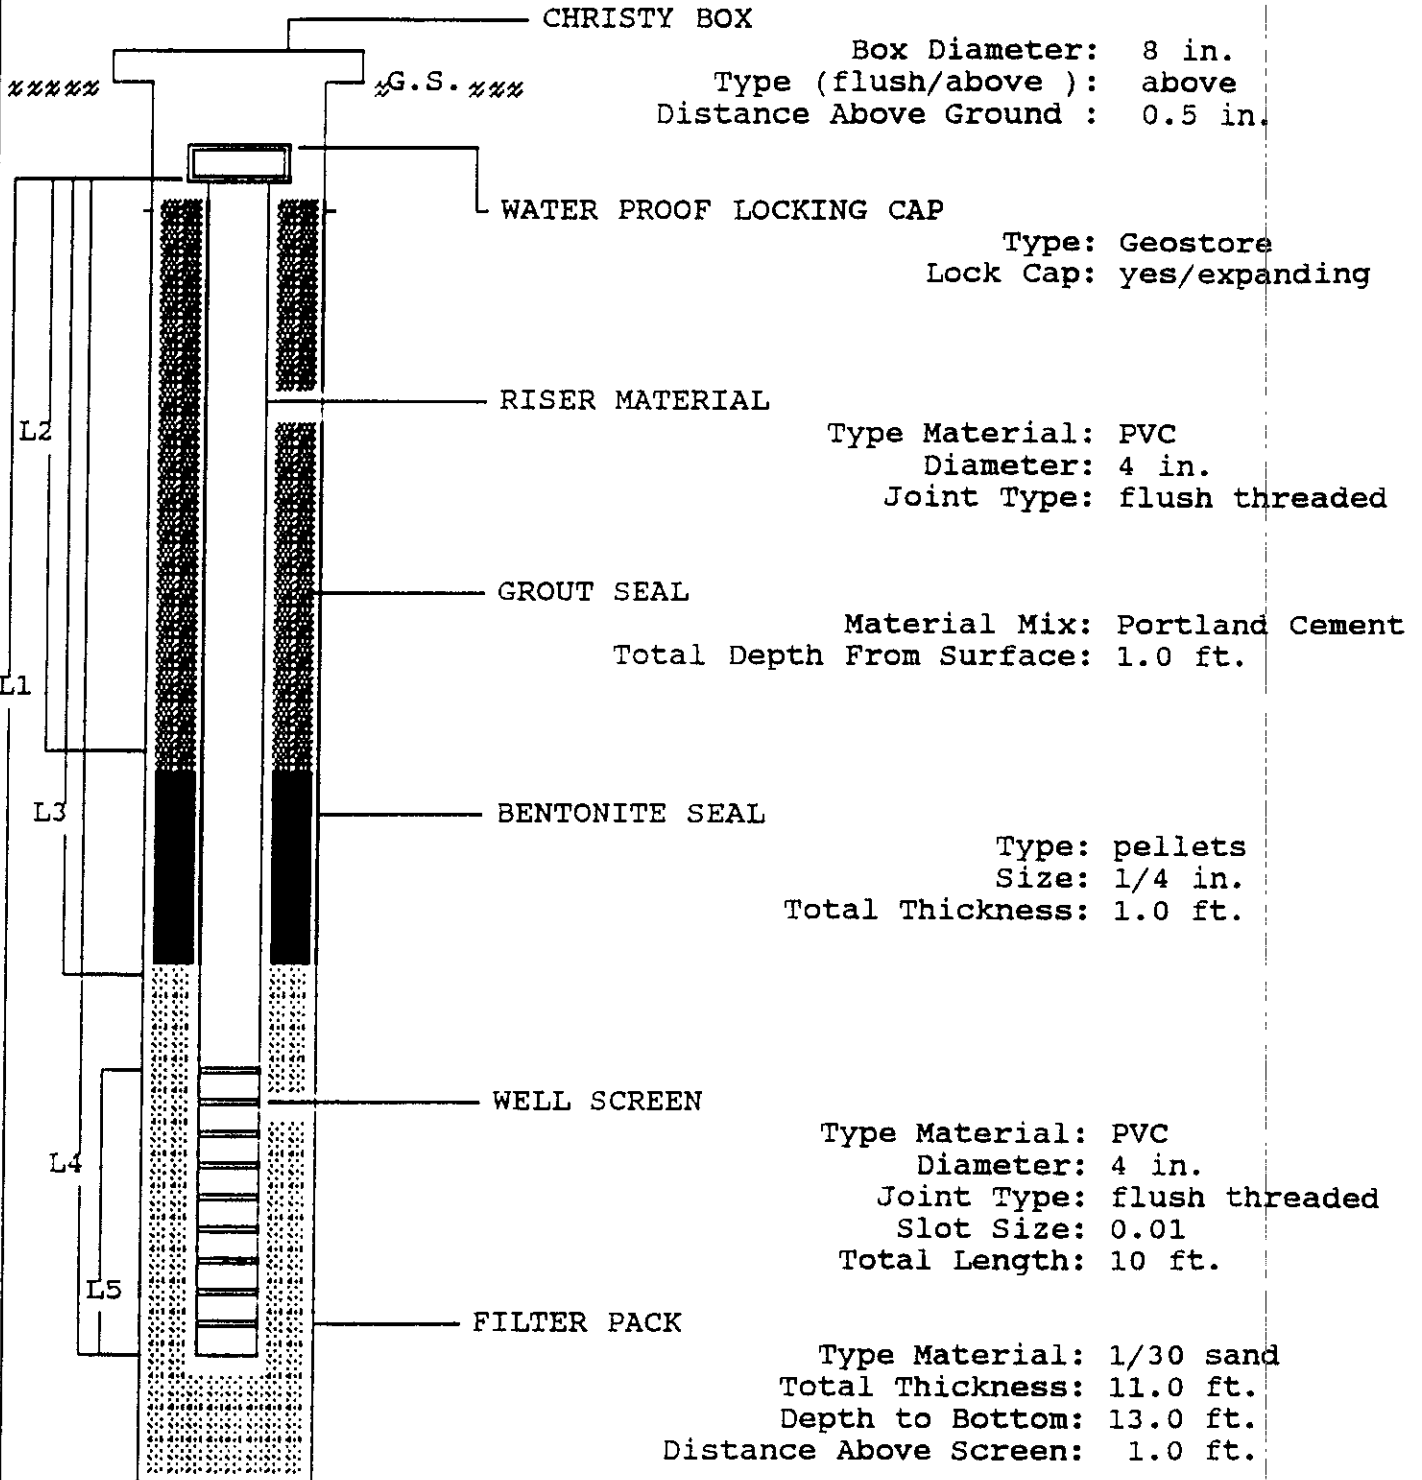 CHRISTY BOX
Box Diameter: 8 in.
Type (flush/above ): above
G.S.
Distance Above Ground : 0.5 in.
WATER PROOF LOCKING CAP
Type: Geostore
Lock Cap: yes/expanding
RISER MATERIAL
L2
Type Material: PVC
Diameter: 4 in.
Joint Type: flush threaded
GROUT SEAL
Material Mix: Portland Cement
Total Depth From Surface: 1.0 ft.
L1
L3
BENTONITE SEAL
Type: pellets
Size: 1/4 in.
Total Thickness: 1.0 ft.
WELL SCREEN
Type Material: PVC
L4
Diameter: 4 in.
Joint Type: flush threaded
Slot Size: 0.01
Total Length: 10 ft.
L5
FILTER PACK
Type Material: 1/30 sand
Total Thickness: 11.0 ft.
Depth to Bottom: 13.0 ft.
Distance Above Screen: 1.0 ft.